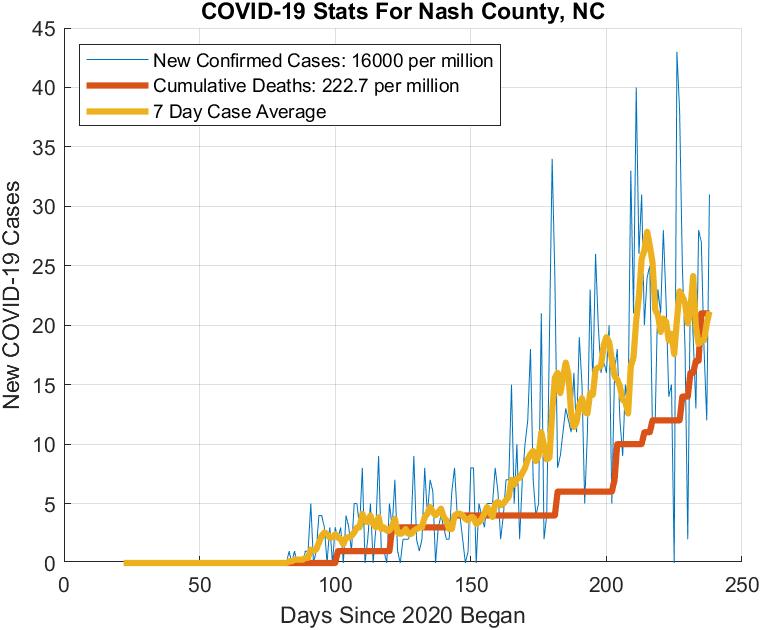 COVID-19 Stats For Nash County, NC
New Confirmed Cases: 16000 per million
Cumulative Deaths: 222.7 per million
7 Day Case Average
New COVID-19 Cases
45
40
35
30
25
20
15
10
5
0
0 50 100 150 200 250
Days Since 2020 Began